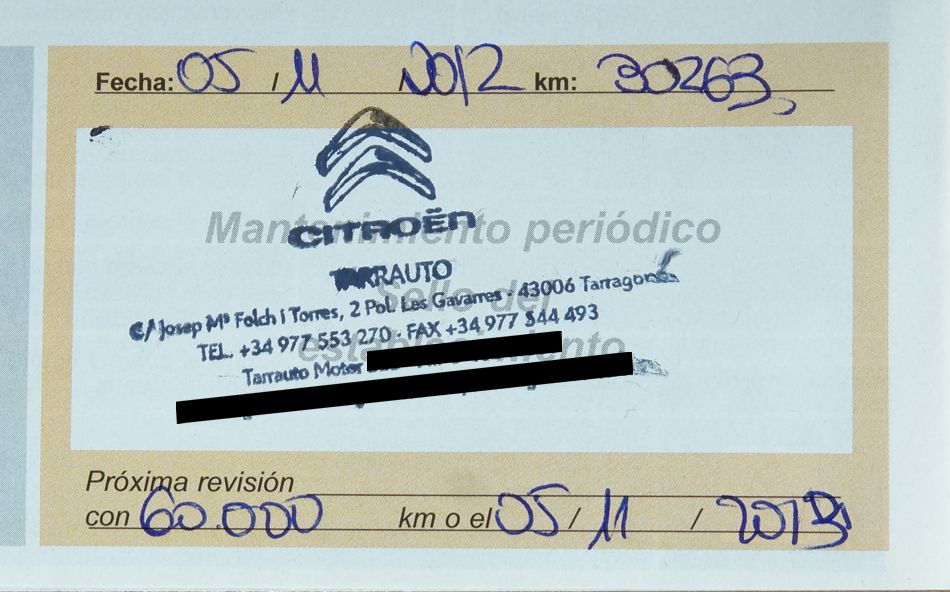 Fecha: 05 / 11 / 2012 km: 30263
CITROËN
Mantenimiento periódico
TARRAUTO
Sello del
C/ Josep Mª Folch i Torres, 2 Pol. Les Gavarres - 43006 Tarragona
TEL. +34 977 553 270 - FAX +34 977 544 493
establecimiento
Tarrauto Motor
Próxima revisión
con 60.000 km o el 05 / 11 / 2013